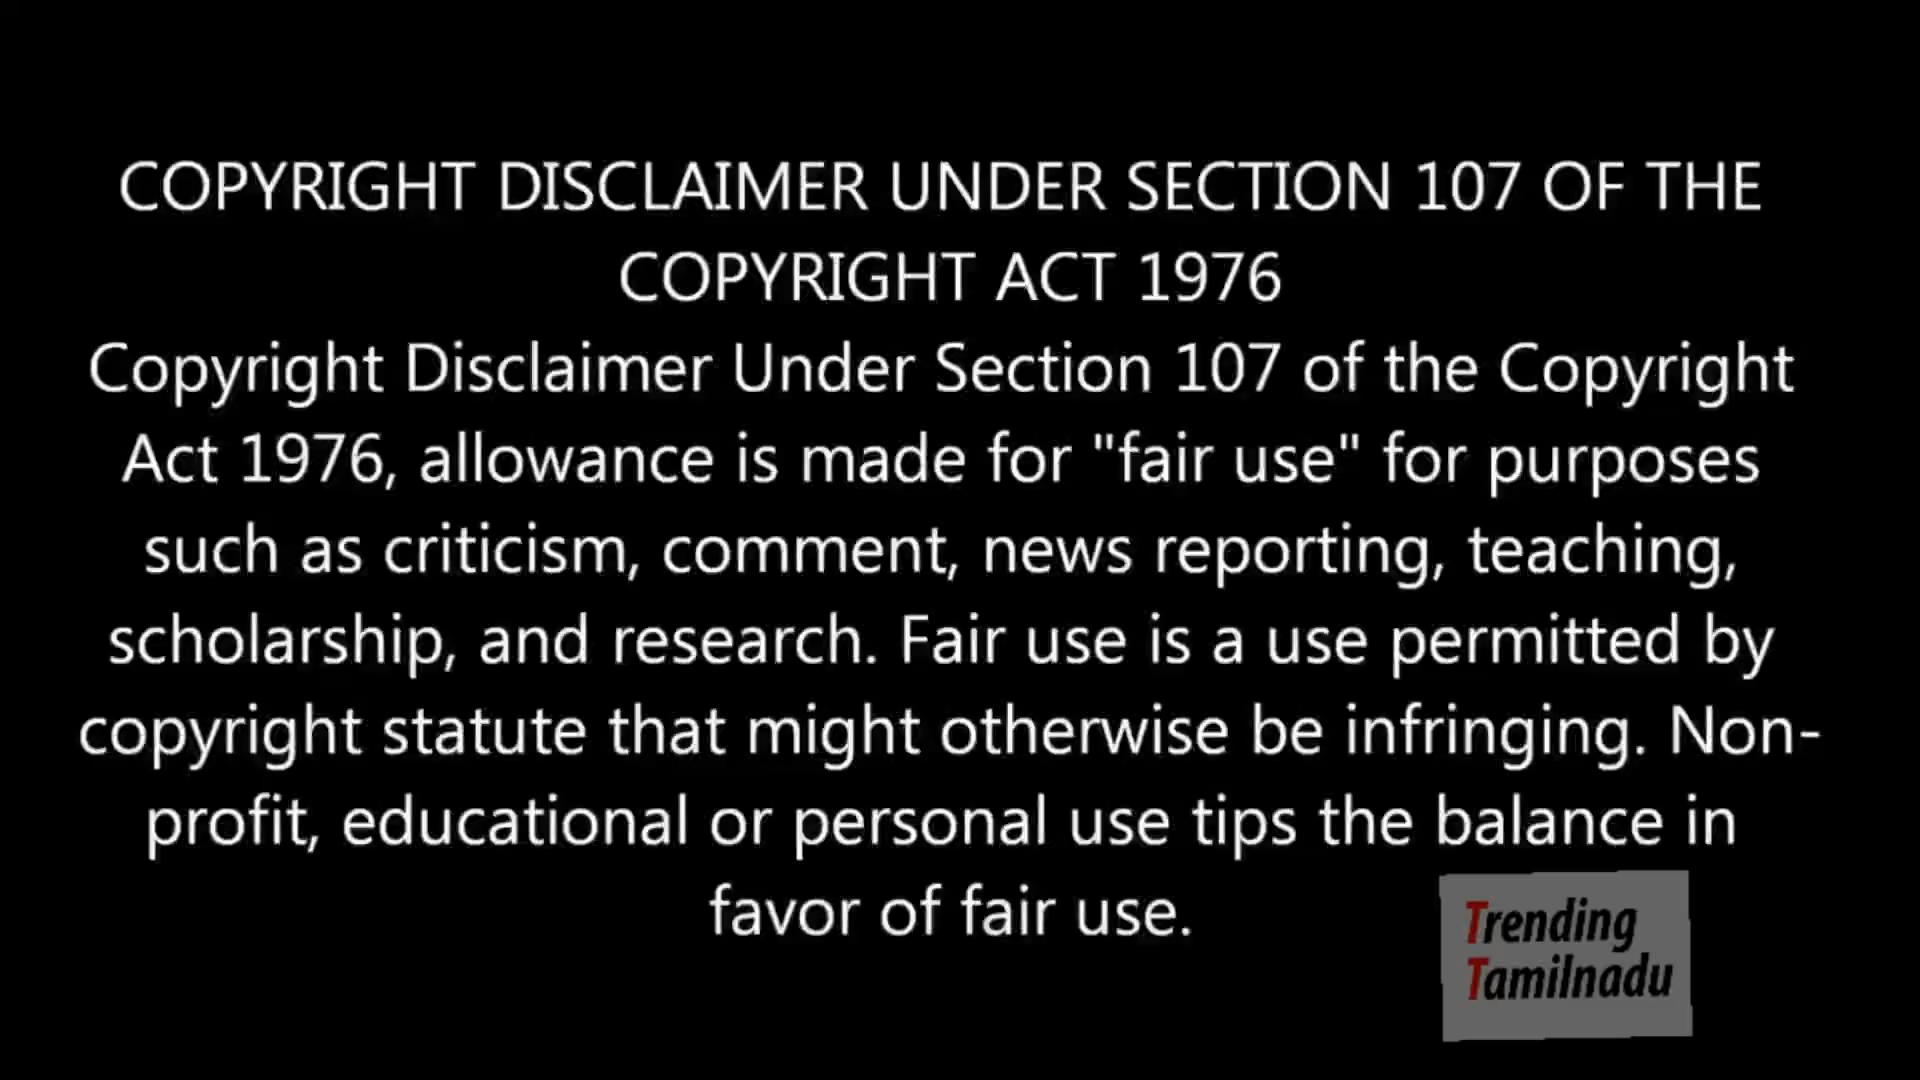 COPYRIGHT DISCLAIMER UNDER SECTION 107 OF THE
COPYRIGHT ACT 1976
Copyright Disclaimer Under Section 107 of the Copyright
Act 1976, allowance is made for "fair use" for purposes
such as criticism, comment, news reporting, teaching,
scholarship, and research. Fair use is a use permitted by
copyright statute that might otherwise be infringing. Non-
profit, educational or personal use tips the balance in
favor of fair use.
Trending
Tamilnadu